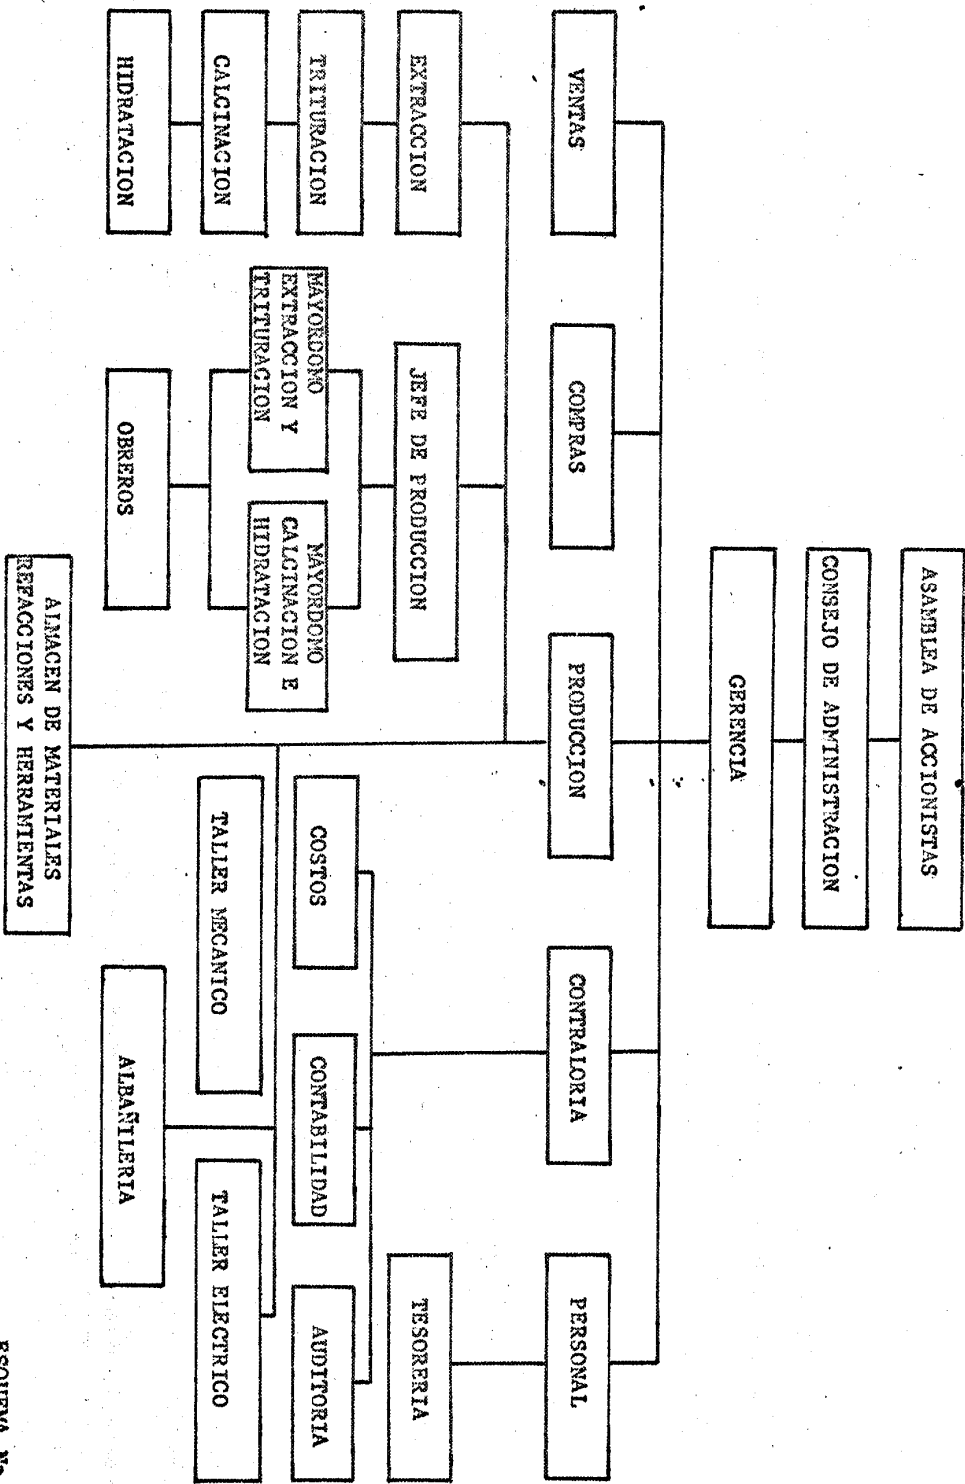 ASAMBLEA DE ACCIONISTAS
CONSEJO DE ADMINISTRACION
GERENCIA
VENTAS
COMPRAS
PRODUCCION
CONTRALORIA
PERSONAL
EXTRACCION
JEFE DE PRODUCCION
TESORERIA
TRITURACION
MAYORDOMO
EXTRACCION Y
TRITURACION
MAYORDOMO
CALCINACION E
HIDRATACION
COSTOS
CONTABILIDAD
AUDITORIA
CALCINACION
TALLER MECANICO
TALLER ELECTRICO
HIDRATACION
OBREROS
ALBAÑILERIA
ALMACEN DE MATERIALES
REFACCIONES Y HERRAMIENTAS
ESQUEMA No